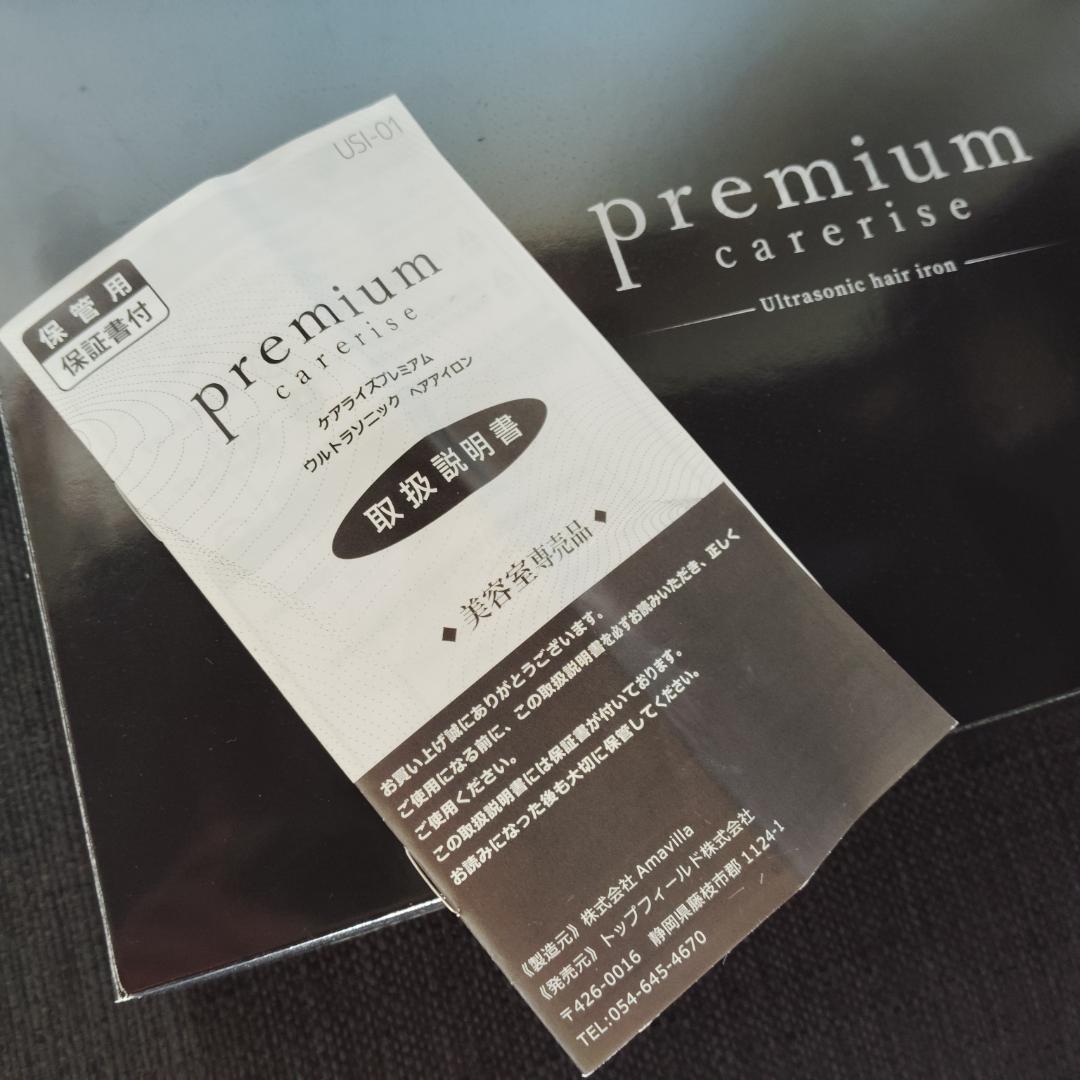 USI-01
保管用
保証書付
premium
carerise
ケアライズプレミアム
ウルトラソニック ヘアアイロン
取扱説明書
◆美容室専売品◆
お買い上げ誠にありがとうございます。
ご使用になる前に、この取扱説明書を必ずお読みいただき、正しく
ご使用ください。
この取扱説明書には保証書が付いております。
お読みになった後も大切に保管してください。
《製造元》株式会社 Amavilla
《発売元》トップフィールド株式会社
〒426-0016 静岡県藤枝市郡 1124-1
TEL:054-645-4670
premium
carerise
Ultrasonic hair iron